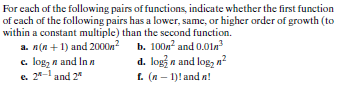 For each of the following pairs of functions, indicate whether the first function
of each of the following pairs has a lower, same, or higher order of growth (to
within a constant multiple) than the second function.
a. n(n + 1) and 2000n² b. 100n² and 0.01n³
c. log₂ n and ln n d. log₂² n and log₂ n²
e. 2ⁿ⁻¹ and 2ⁿ f. (n − 1)! and n!